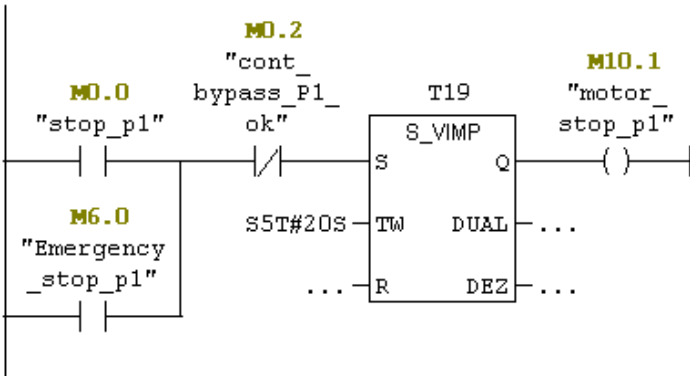 M0.2
"cont_
bypass_P1_
ok"
M10.1
"motor_
stop_p1"
M0.0
"stop_p1"
T19
S_VIMP
S
Q
M6.0
"Emergency
_stop_p1"
S5T#20S
TW
DUAL
...
...
R
DEZ
...